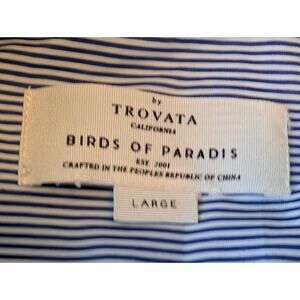 by
TROVATA
CALIFORNIA
BIRDS OF PARADIS
EST. 2001
CRAFTED IN THE PEOPLES REPUBLIC OF CHINA
LARGE